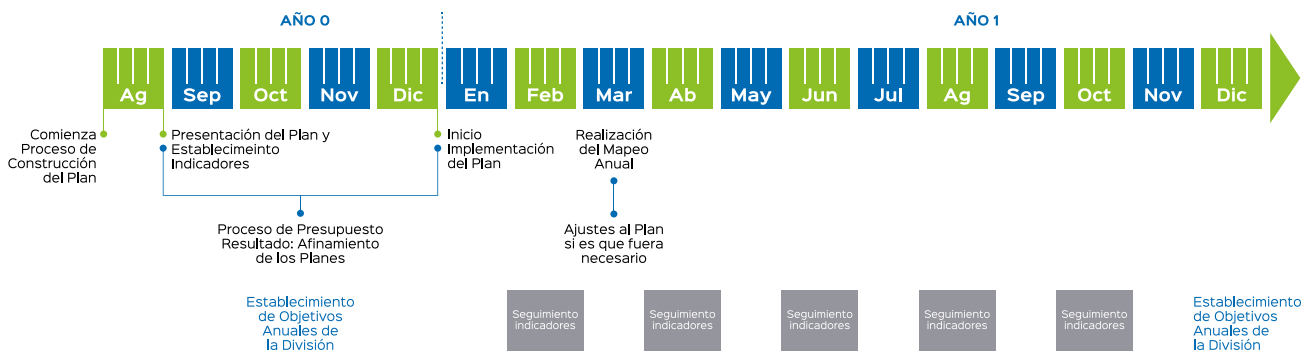 AÑO 0
AÑO 1
Ag
Sep
Oct
Nov
Dic
En
Feb
Mar
Ab
May
Jun
Jul
Ag
Sep
Oct
Nov
Dic
Comienza
Proceso de
Construcción
del Plan
Presentación del Plan y
Establecimeinto
Indicadores
Inicio
Implementación
del Plan
Realización
del Mapeo
Anual
Proceso de Presupuesto
Resultado: Afinamiento
de los Planes
Ajustes al Plan
si es que fuera
necesario
Establecimiento
de Objetivos
Anuales de
la División
Seguimiento
indicadores
Seguimiento
indicadores
Seguimiento
indicadores
Seguimiento
indicadores
Seguimiento
indicadores
Establecimiento
de Objetivos
Anuales de
la División